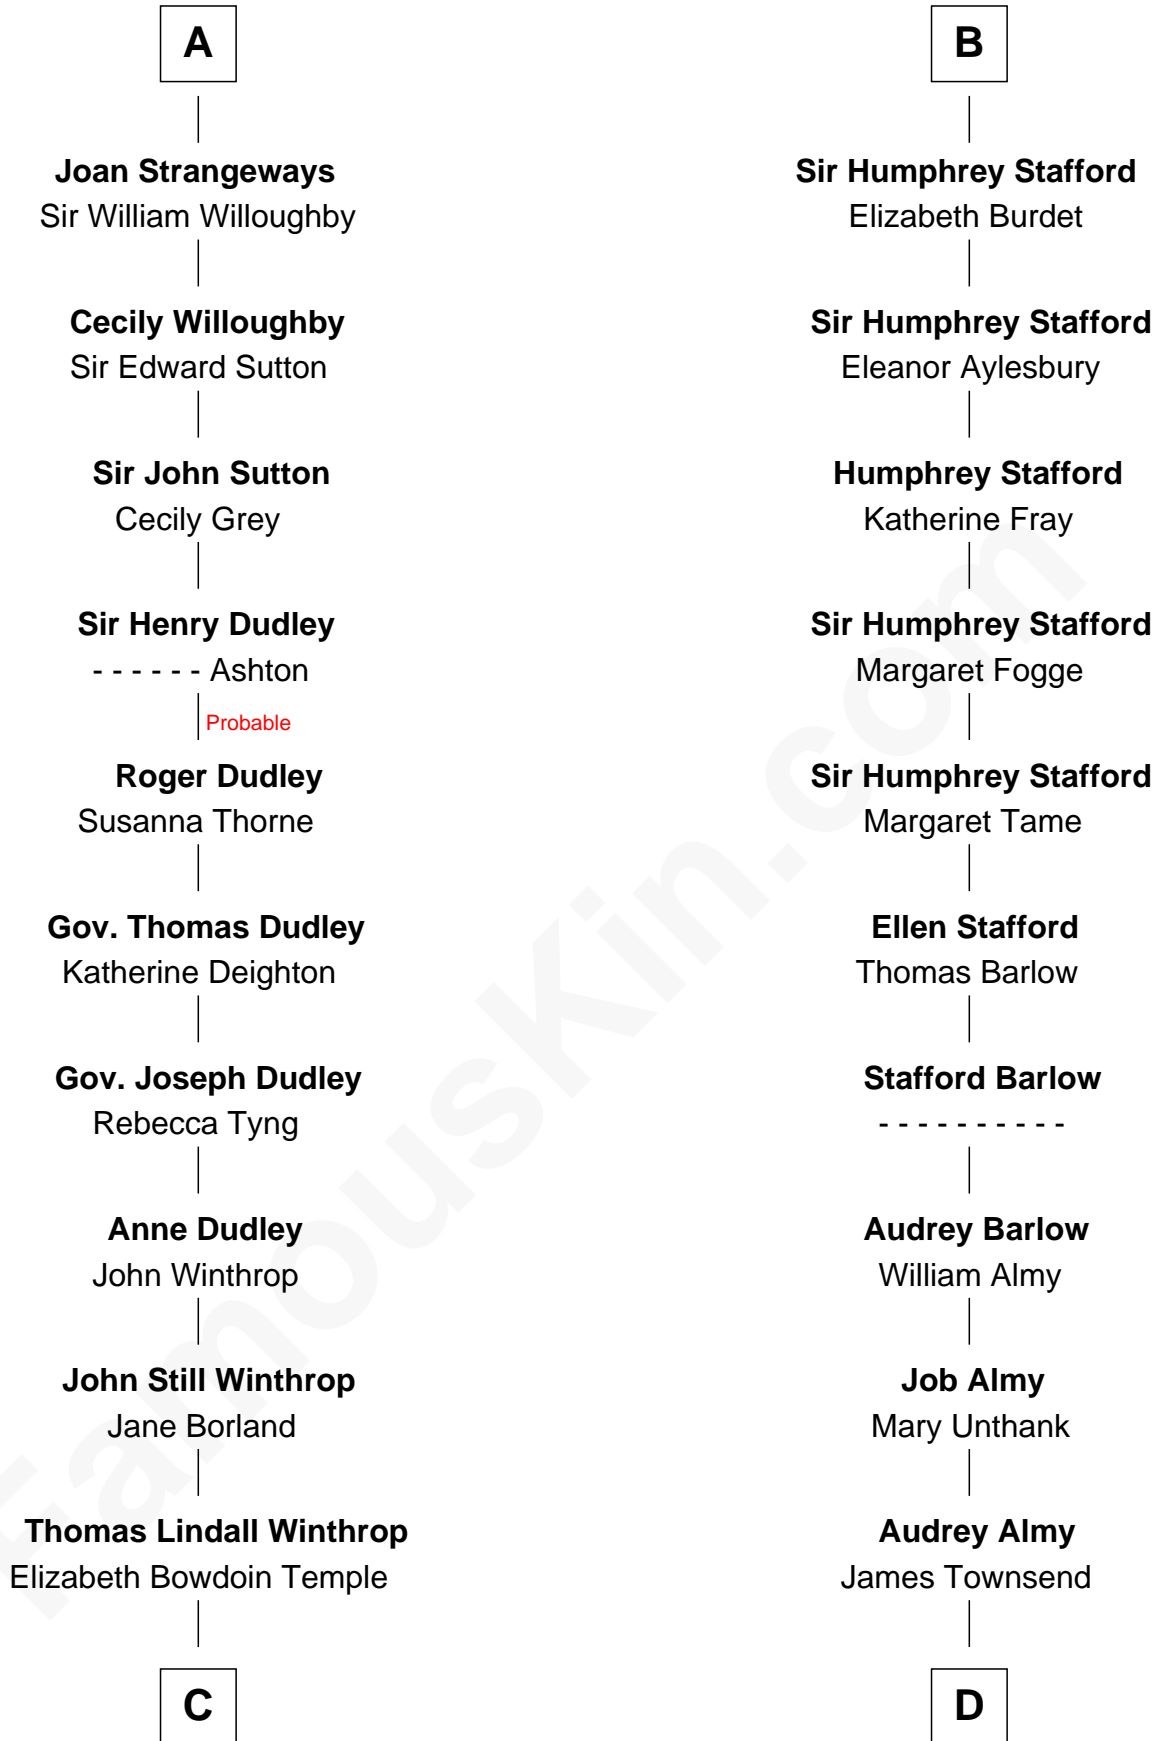 A
Joan Strangeways
Sir William Willoughby
Cecily Willoughby
Sir Edward Sutton
Sir John Sutton
Cecily Grey
Sir Henry Dudley
- - - - - - Ashton
Probable
Roger Dudley
Susanna Thorne
Gov. Thomas Dudley
Katherine Deighton
Gov. Joseph Dudley
Rebecca Tyng
Anne Dudley
John Winthrop
John Still Winthrop
Jane Borland
Thomas Lindall Winthrop
Elizabeth Bowdoin Temple
C
B
Sir Humphrey Stafford
Elizabeth Burdet
Sir Humphrey Stafford
Eleanor Aylesbury
Humphrey Stafford
Katherine Fray
Sir Humphrey Stafford
Margaret Fogge
Sir Humphrey Stafford
Margaret Tame
Ellen Stafford
Thomas Barlow
Stafford Barlow
- - - - - - - - - -
Audrey Barlow
William Almy
Job Almy
Mary Unthank
Audrey Almy
James Townsend
D
FamousKin.com